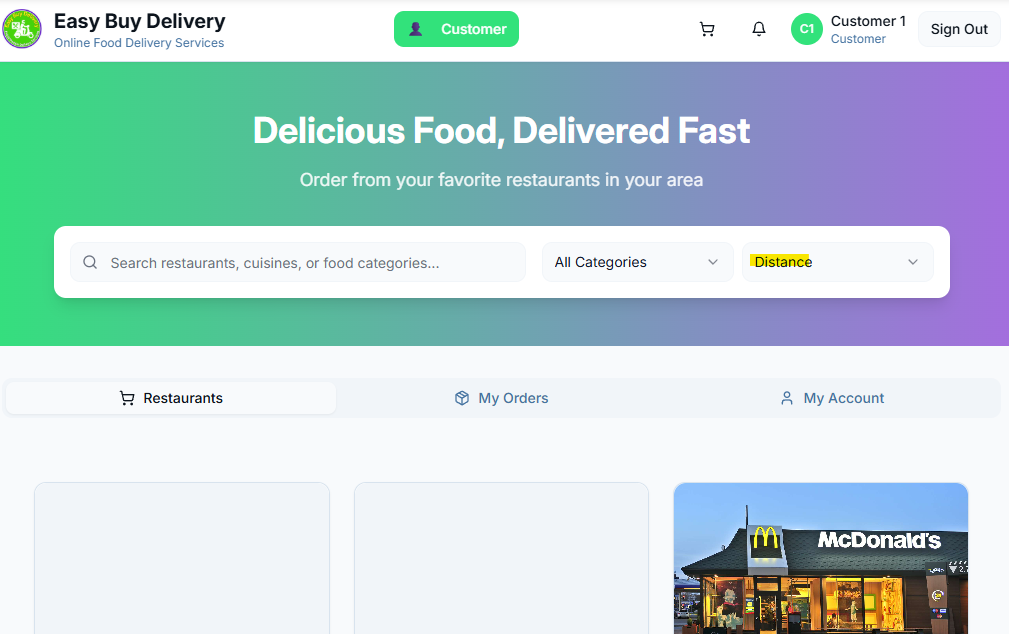 Easy Buy Delivery
Online Food Delivery Services
Customer
C1
Customer 1
Customer
Sign Out
Delicious Food, Delivered Fast
Order from your favorite restaurants in your area
Search restaurants, cuisines, or food categories...
All Categories
Distance
Restaurants
My Orders
My Account
McDonald's